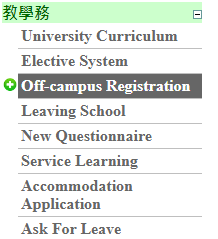 教學務
University Curriculum
Elective System
Off-campus Registration
Leaving School
New Questionnaire
Service Learning
Accommodation
Application
Ask For Leave